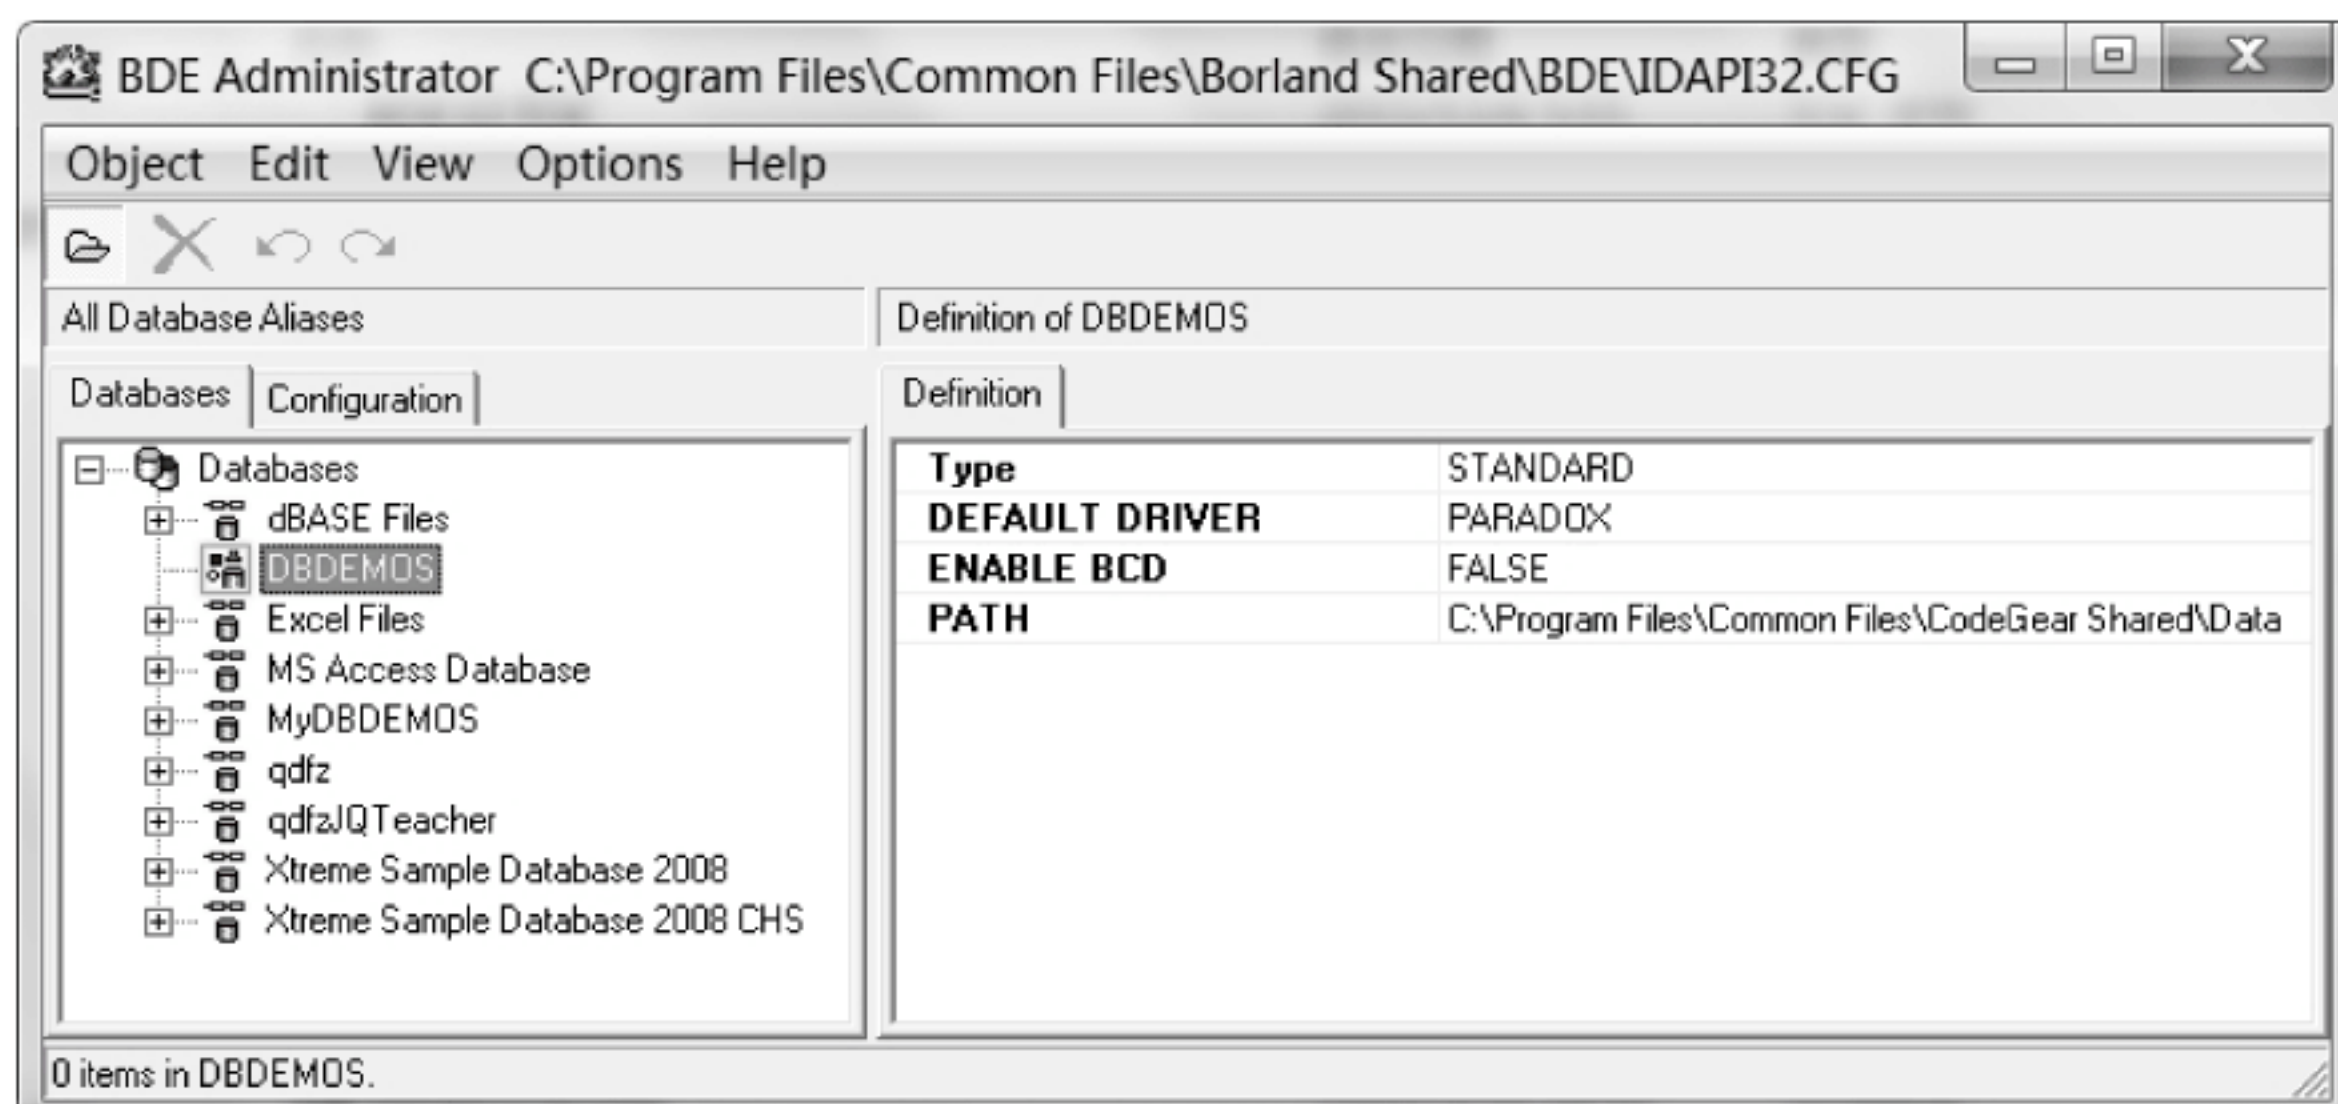 BDE Administrator C:\Program Files\Common Files\Borland Shared\BDE\IDAPI32.CFG
Object Edit View Options Help
All Database Aliases
Definition of DBDEMOS
Databases Configuration
Definition
Databases
dBASE Files
DBDEMOS
Excel Files
MS Access Database
MyDBDEMOS
qdfz
qdfzJQTeacher
Xtreme Sample Database 2008
Xtreme Sample Database 2008 CHS
Type STANDARD
DEFAULT DRIVER PARADOX
ENABLE BCD FALSE
PATH C:\Program Files\Common Files\CodeGear Shared\Data
0 items in DBDEMOS.